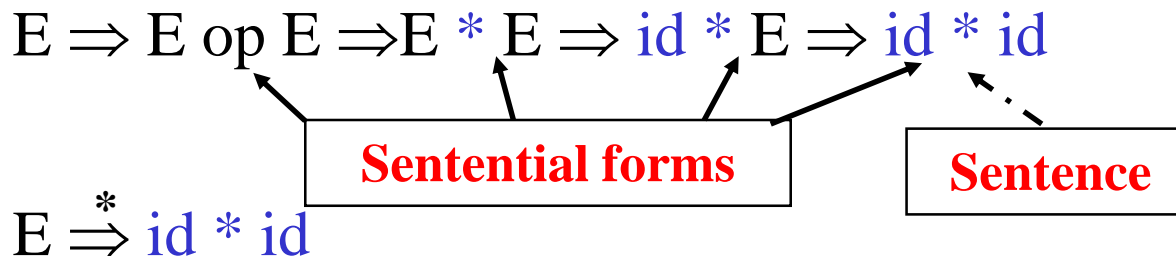 E ⇒ E op E ⇒E * E ⇒ id * E ⇒ id * id
Sentential forms
Sentence
*
E ⇒ id * id